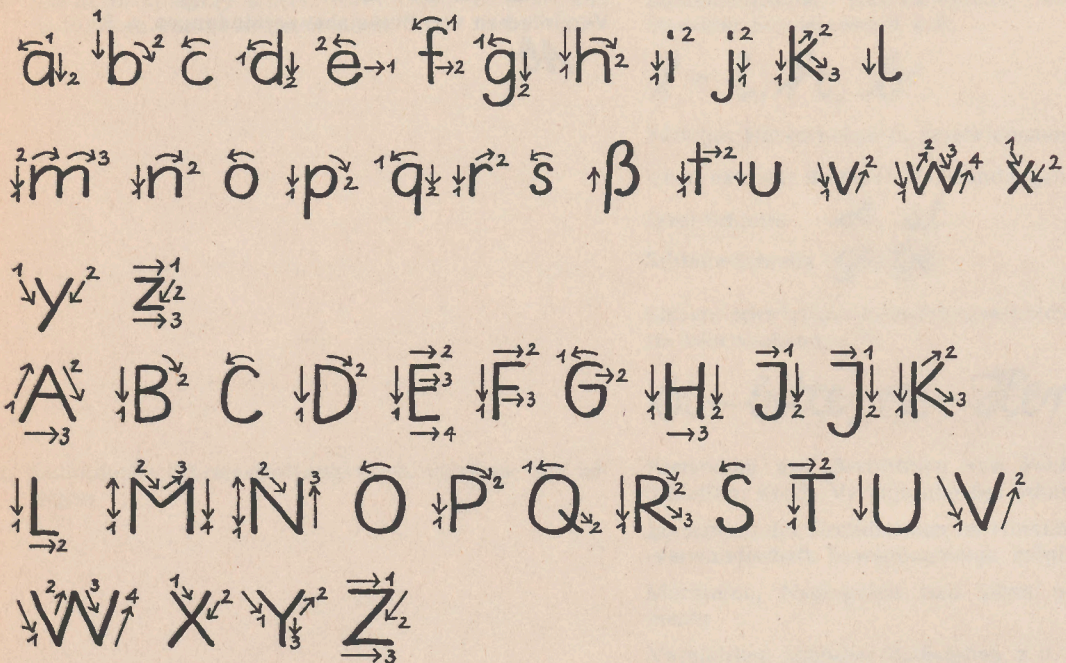 a b c d e f g h i j k l
m n o p q r s ß t u v w x
y z
A B C D E F G H J J K
L M N O P Q R S T U V
W X Y Z